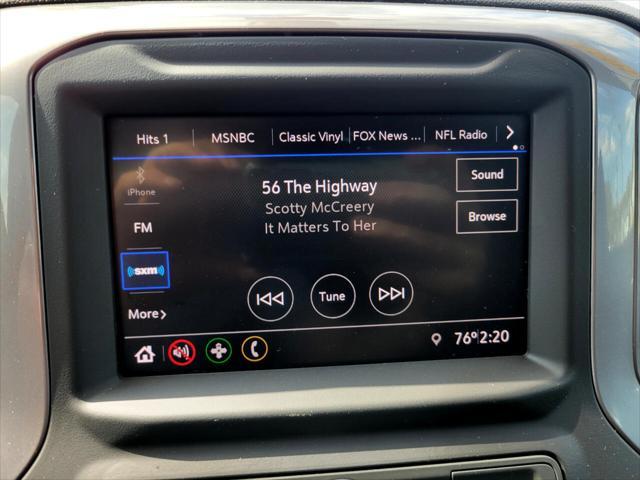 Hits 1 MSNBC Classic Vinyl FOX News ... NFL Radio
iPhone
56 The Highway
Scotty McCreery
It Matters To Her
Sound
Browse
FM
((sxm))
More
Tune
76° 2:20